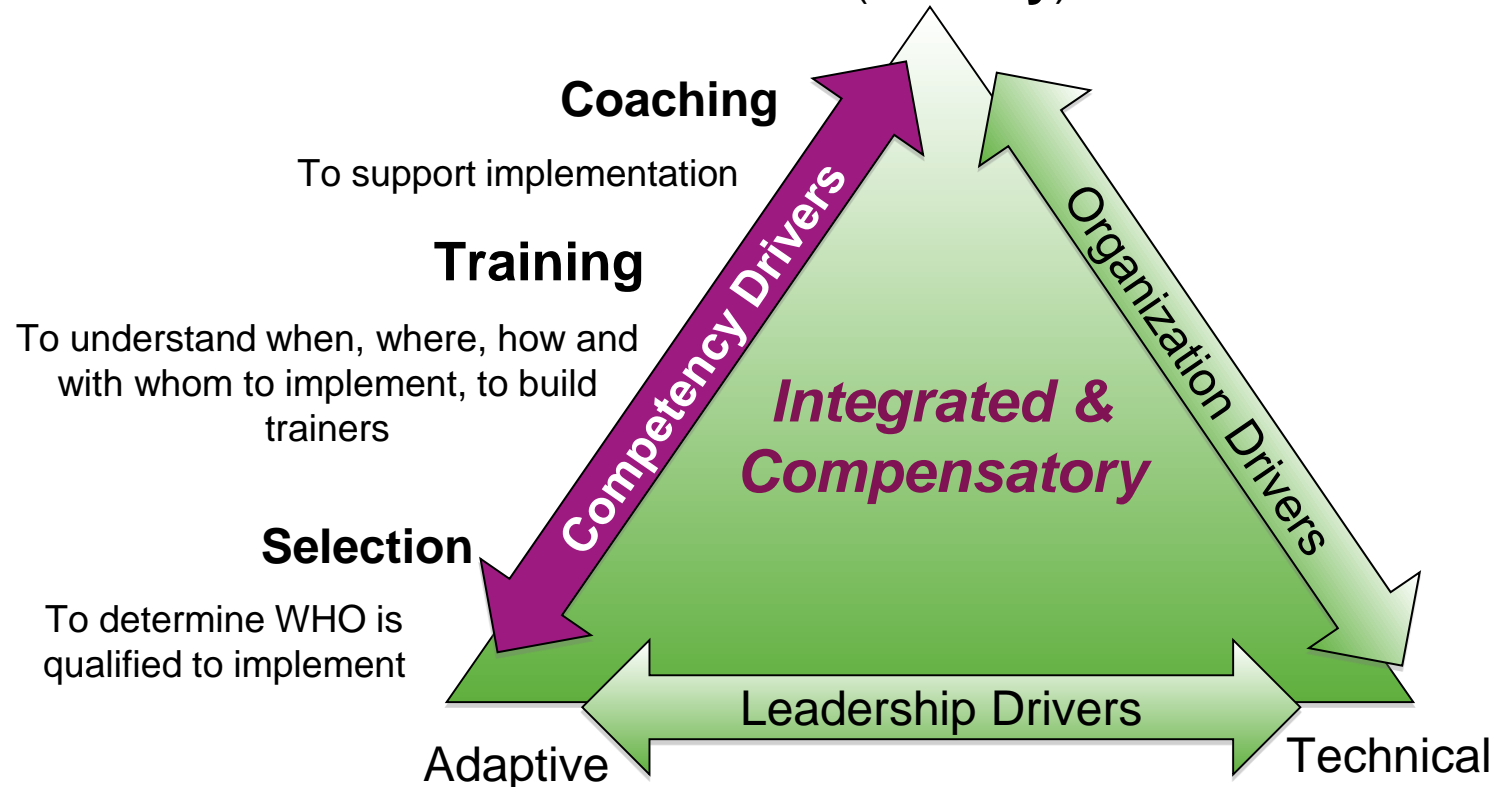 Coaching
To support implementation
Training
To understand when, where, how and
with whom to implement, to build
trainers
Selection
To determine WHO is
qualified to implement
Competency Drivers
Integrated &
Compensatory
Organization Drivers
Leadership Drivers
Adaptive
Technical